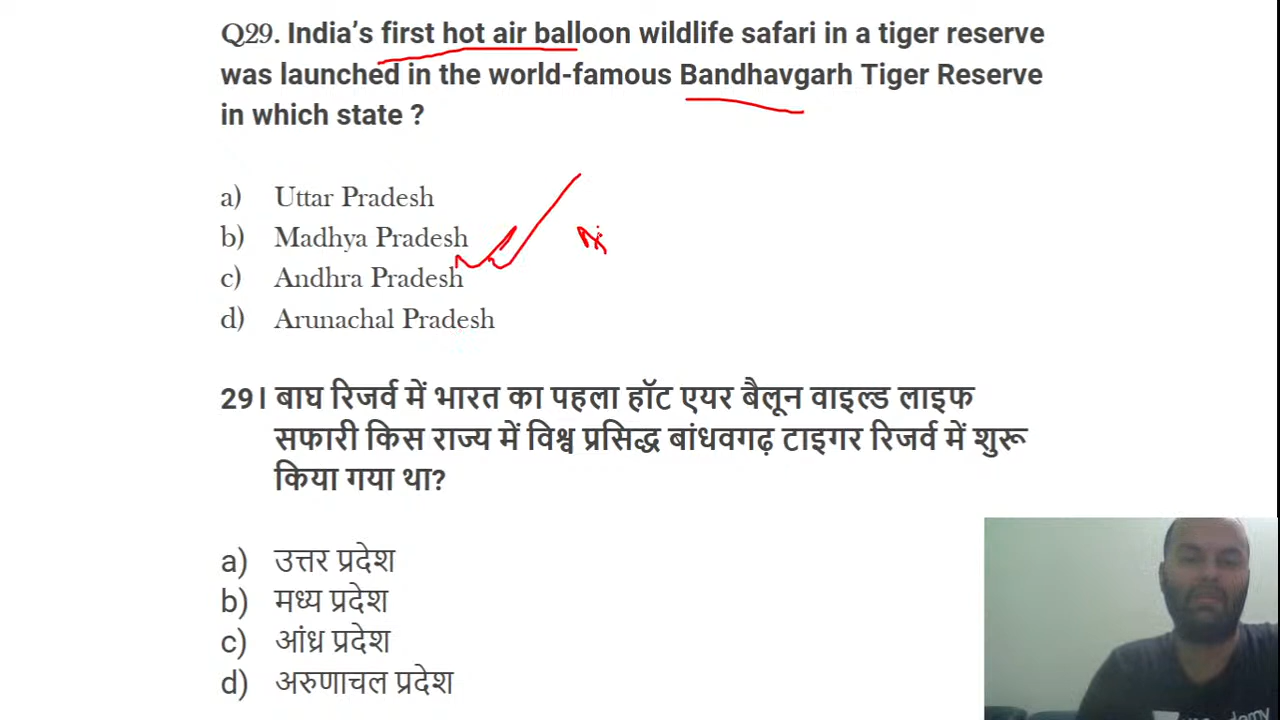 Q29. India’s first hot air balloon wildlife safari in a tiger reserve
was launched in the world-famous Bandhavgarh Tiger Reserve
in which state ?
a) Uttar Pradesh
b) Madhya Pradesh
c) Andhra Pradesh
d) Arunachal Pradesh
29। बाघ रिजर्व में भारत का पहला हॉट एयर बैलून वाइल्ड लाइफ
सफारी किस राज्य में विश्व प्रसिद्ध बांधवगढ़ टाइगर रिजर्व में शुरू
किया गया था?
a) उत्तर प्रदेश
b) मध्य प्रदेश
c) आंध्र प्रदेश
d) अरुणाचल प्रदेश